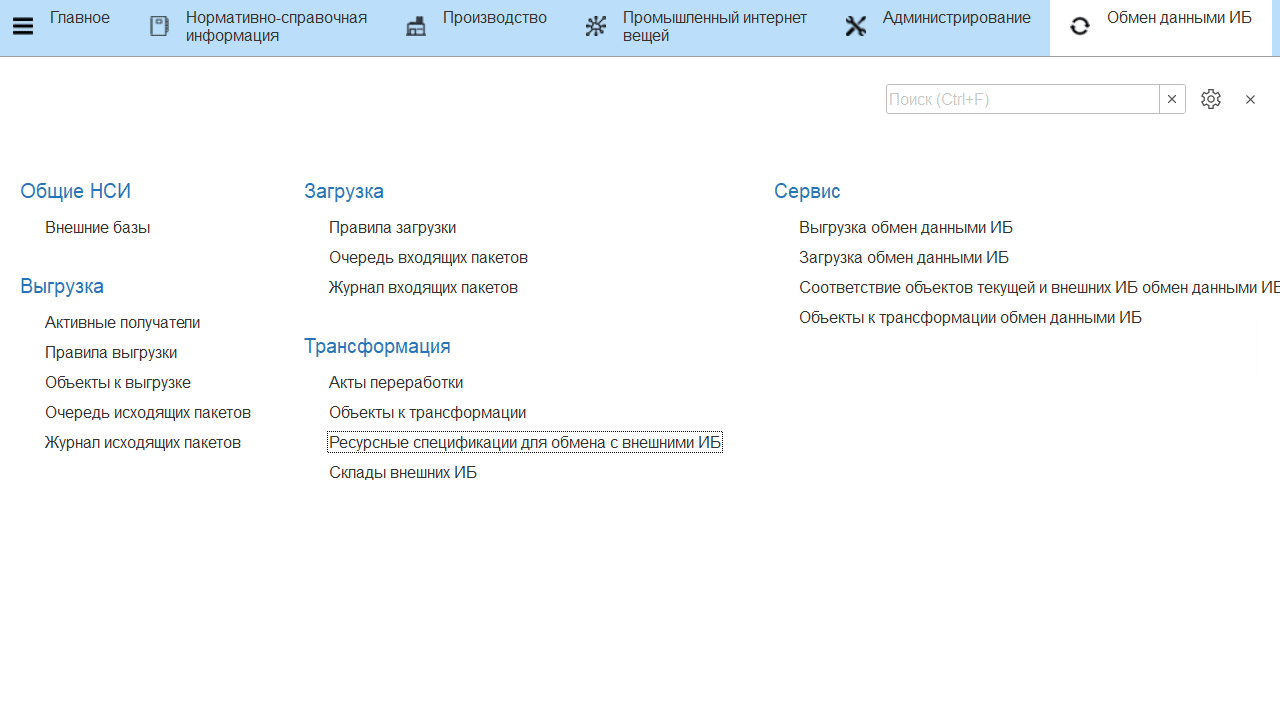 Главное
Нормативно-справочная
информация
Производство
Промышленный интернет
вещей
Администрирование
Обмен данными ИБ
Поиск (Ctrl+F)
Общие НСИ
Внешние базы
Выгрузка
Активные получатели
Правила выгрузки
Объекты к выгрузке
Очередь исходящих пакетов
Журнал исходящих пакетов
Загрузка
Правила загрузки
Очередь входящих пакетов
Журнал входящих пакетов
Трансформация
Акты переработки
Объекты к трансформации
Ресурсные спецификации для обмена с внешними ИБ
Склады внешних ИБ
Сервис
Выгрузка обмен данными ИБ
Загрузка обмен данными ИБ
Соответствие объектов текущей и внешних ИБ обмен данными ИБ
Объекты к трансформации обмен данными ИБ